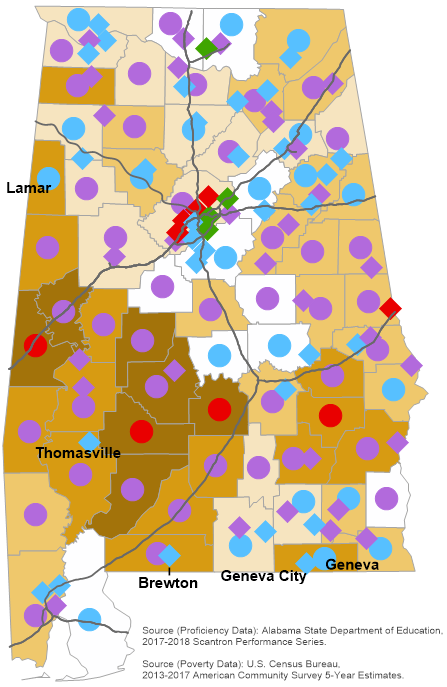 Lamar
Thomasville
Brewton
Geneva City
Geneva
Source (Proficiency Data): Alabama State Department of Education,
2017-2018 Scantron Performance Series.
Source (Poverty Data): U.S. Census Bureau,
2013-2017 American Community Survey 5-Year Estimates.